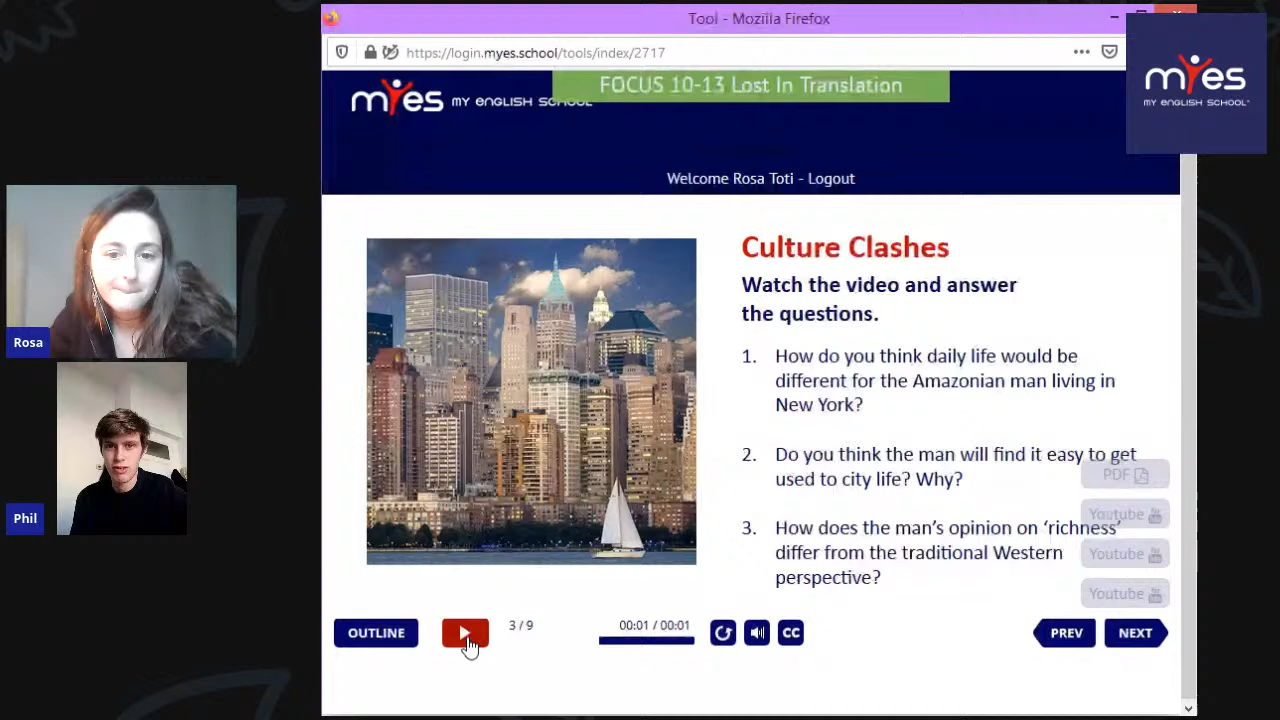 Tool - Mozilla Firefox
https://login.myes.school/tools/index/2717
FOCUS 10-13 Lost In Translation
myes MY ENGLISH SCHOOL
myes
MY ENGLISH SCHOOL
Welcome Rosa Toti - Logout
Rosa
Phil
Culture Clashes
Watch the video and answer
the questions.
1. How do you think daily life would be
different for the Amazonian man living in
New York?
2. Do you think the man will find it easy to get
used to city life? Why?
3. How does the man's opinion on 'richness'
differ from the traditional Western
perspective?
PDF
Youtube
Youtube
Youtube
OUTLINE
3 / 9
00:01 / 00:01
CC
PREV
NEXT